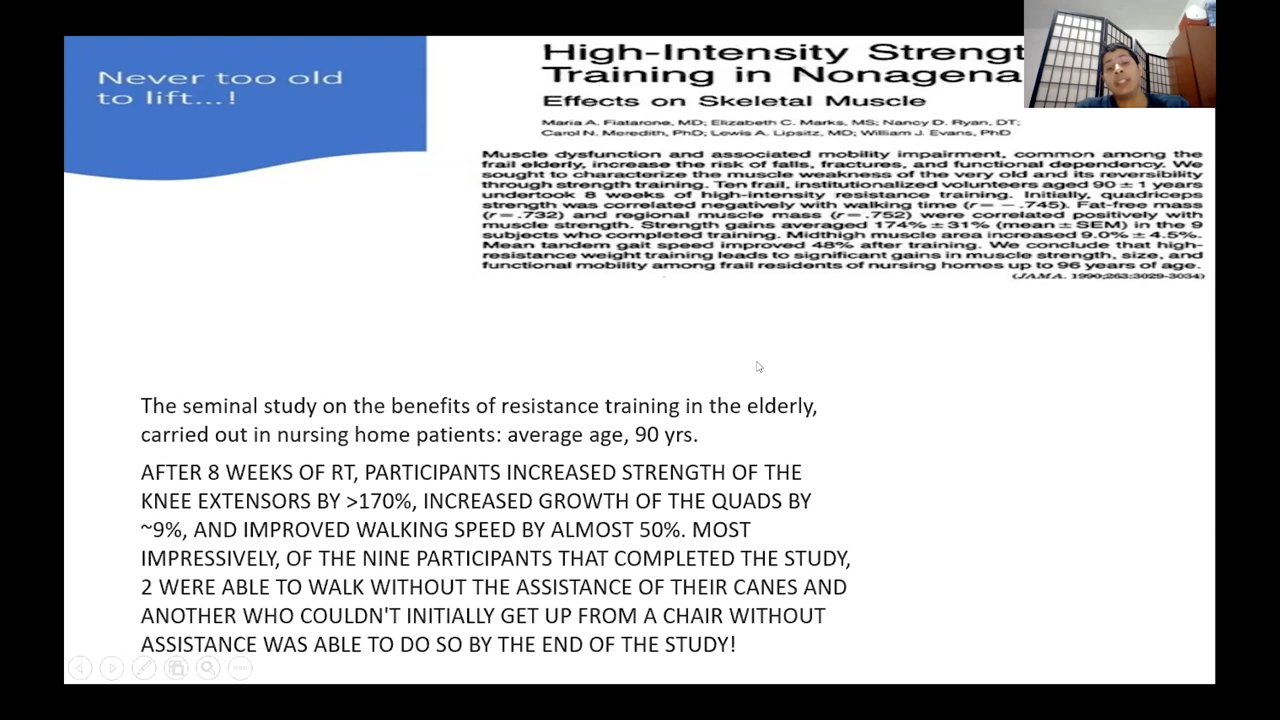 Never too old
to lift...!
High-Intensity Strengt
Training in Nonagena
Effects on Skeletal Muscle
Maria A. Fiatarone, MD; Elizabeth C. Marks, MS; Nancy D. Ryan, DT;
Carol N. Meredith, PhD; Lewis A. Lipsitz, MD; William J. Evans, PhD
Muscle dysfunction and associated mobility impairment, common among the
frail elderly, increase the risk of falls, fractures, and functional dependency. We
sought to characterize the muscle weakness of the very old and its reversibility
through strength training. Ten frail, institutionalized volunteers aged 90 ± 1 years
undertook 8 weeks of high-intensity resistance training. Initially, quadriceps
strength was correlated negatively with walking time (r= −.745). Fat-free mass
(r=.732) and regional muscle mass (r=.752) were correlated positively with
muscle strength. Strength gains averaged 174% ± 31% (mean ± SEM) in the 9
subjects who completed training. Midthigh muscle area increased 9.0% ± 4.5%.
Mean tandem gait speed improved 48% after training. We conclude that high-
resistance weight training leads to significant gains in muscle strength, size, and
functional mobility among frail residents of nursing homes up to 96 years of age.
(JAMA. 1990;263:3029-3034)
The seminal study on the benefits of resistance training in the elderly,
carried out in nursing home patients: average age, 90 yrs.
AFTER 8 WEEKS OF RT, PARTICIPANTS INCREASED STRENGTH OF THE
KNEE EXTENSORS BY >170%, INCREASED GROWTH OF THE QUADS BY
~9%, AND IMPROVED WALKING SPEED BY ALMOST 50%. MOST
IMPRESSIVELY, OF THE NINE PARTICIPANTS THAT COMPLETED THE STUDY,
2 WERE ABLE TO WALK WITHOUT THE ASSISTANCE OF THEIR CANES AND
ANOTHER WHO COULDN'T INITIALLY GET UP FROM A CHAIR WITHOUT
ASSISTANCE WAS ABLE TO DO SO BY THE END OF THE STUDY!